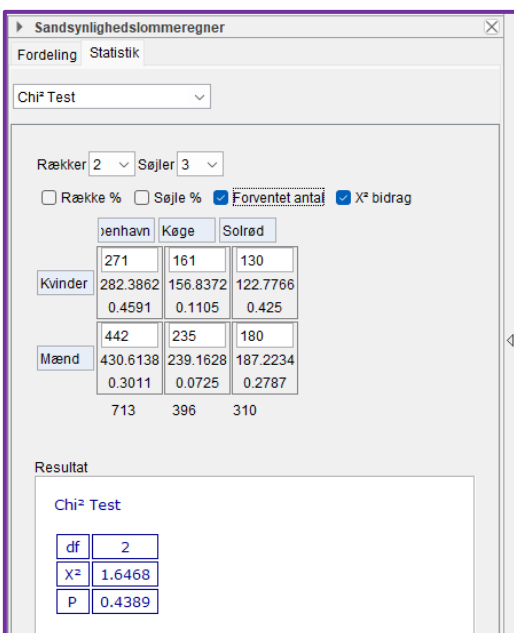 Sandsynlighedslommeregner
Fordeling Statistik
Chi² Test
Rækker 2 Søjler 3
Række % Søjle % Forventet antal X² bidrag
øenhavn Køge Solrød
271 161 130
Kvinder 282.3862 156.8372 122.7766
0.4591 0.1105 0.425
442 235 180
Mænd 430.6138 239.1628 187.2234
0.3011 0.0725 0.2787
713 396 310
Resultat
Chi² Test
df 2
X² 1.6468
P 0.4389